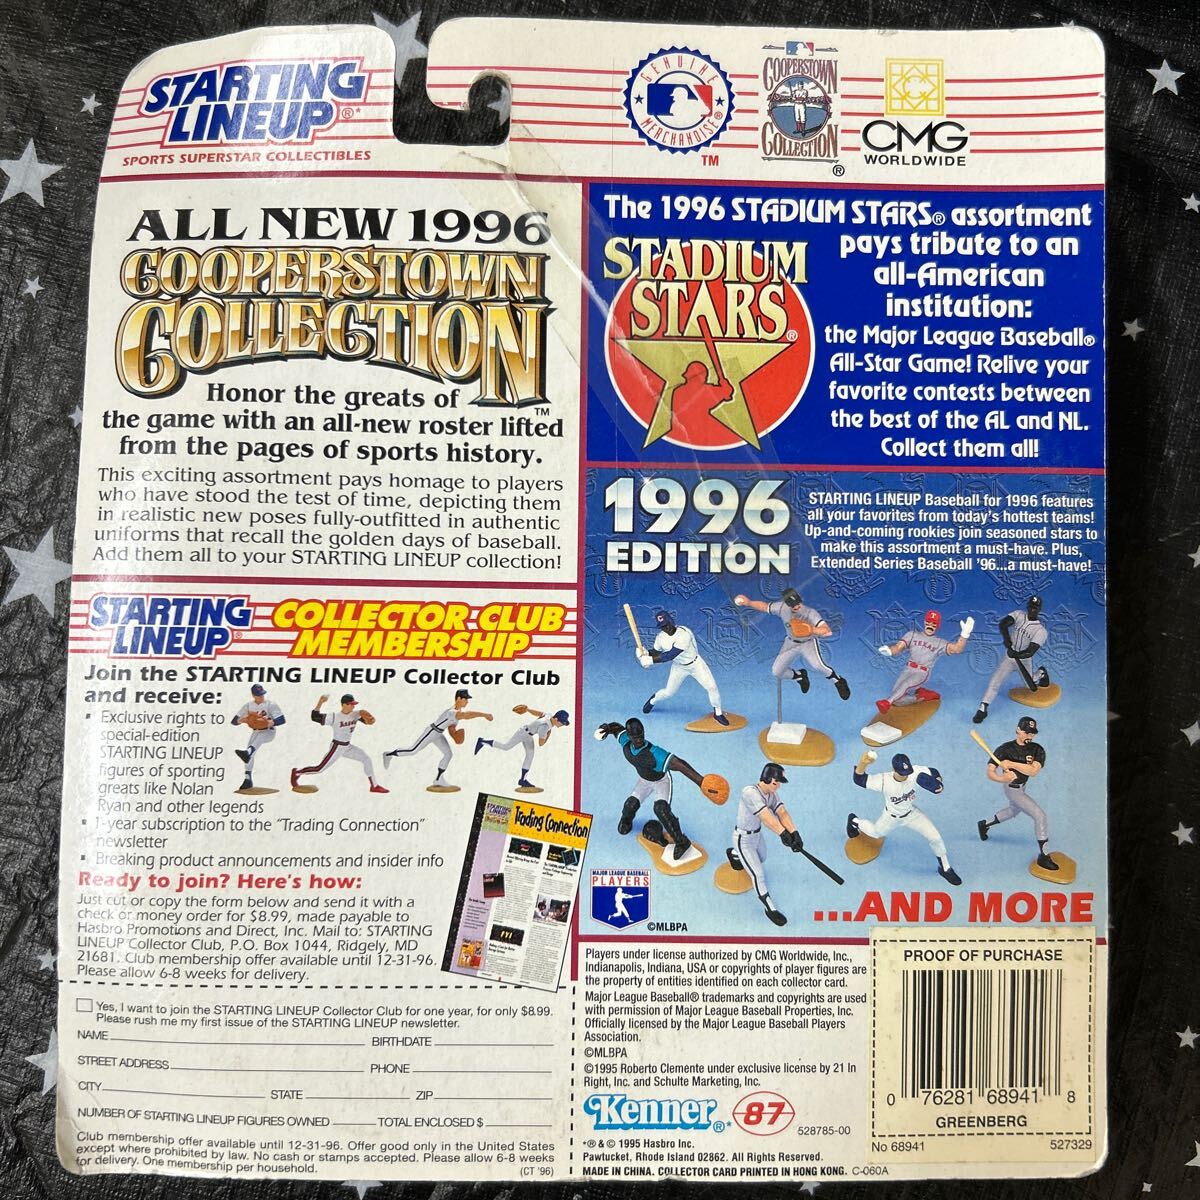 STARTING
LINEUP®*
SPORTS SUPERSTAR COLLECTIBLES
GENUINE
MERCHANDISE®
TM
COOPERSTOWN
COLLECTION
®
CMG
WORLDWIDE
ALL NEW 1996
COOPERSTOWN
COLLECTION
TM
Honor the greats of
the game with an all-new roster lifted
from the pages of sports history.
This exciting assortment pays homage to players
who have stood the test of time, depicting them
in realistic new poses fully-outfitted in authentic
uniforms that recall the golden days of baseball.
Add them all to your STARTING LINEUP collection!
The 1996 STADIUM STARS® assortment
pays tribute to an
all-American
institution:
the Major League Baseball®
All-Star Game! Relive your
favorite contests between
the best of the AL and NL.
Collect them all!
STADIUM
STARS®
1996
EDITION
STARTING LINEUP Baseball for 1996 features
all your favorites from today's hottest teams!
Up-and-coming rookies join seasoned stars to
make this assortment a must-have. Plus,
Extended Series Baseball '96...a must-have!
TEXAS
Dodgers
MAJOR LEAGUE BASEBALL
PLAYERS
©MLBPA
...AND MORE
STARTING
LINEUP®
COLLECTOR CLUB
MEMBERSHIP
Join the STARTING LINEUP Collector Club
and receive:
▪ Exclusive rights to
special-edition
STARTING LINEUP
figures of sporting
greats like Nolan
Ryan and other legends
▪ 1-year subscription to the "Trading Connection"
newsletter
▪ Breaking product announcements and insider info
Trading Connection
Ready to join? Here's how:
Just cut or copy the form below and send it with a
check or money order for $8.99, made payable to
Hasbro Promotions and Direct, Inc. Mail to: STARTING
LINEUP Collector Club, P.O. Box 1044, Ridgely, MD
21681. Club membership offer available until 12-31-96.
Please allow 6-8 weeks for delivery.
Yes, I want to join the STARTING LINEUP Collector Club for one year, for only $8.99.
Please rush me my first issue of the STARTING LINEUP newsletter.
NAME BIRTHDATE
STREET ADDRESS PHONE
CITY STATE ZIP
NUMBER OF STARTING LINEUP FIGURES OWNED TOTAL ENCLOSED $
Club membership offer available until 12-31-96. Offer good only in the United States
except where prohibited by law. No cash or stamps accepted. Please allow 6-8 weeks
for delivery. One membership per household. (CT '96)
Players under license authorized by CMG Worldwide, Inc.,
Indianapolis, Indiana, USA or copyrights of player figures are
the property of entities identified on each collector card.
Major League Baseball® trademarks and copyrights are used
with permission of Major League Baseball Properties, Inc.
Officially licensed by the Major League Baseball Players
Association.
©MLBPA
©1995 Roberto Clemente under exclusive license by 21 In
Right, Inc. and Schulte Marketing, Inc.
Kenner®* 87 528785-00
*® & © 1995 Hasbro Inc.
Pawtucket, Rhode Island 02862. All Rights Reserved.
MADE IN CHINA. COLLECTOR CARD PRINTED IN HONG KONG. C-060A
PROOF OF PURCHASE
0 76281 68941 8
GREENBERG
No 68941 527329